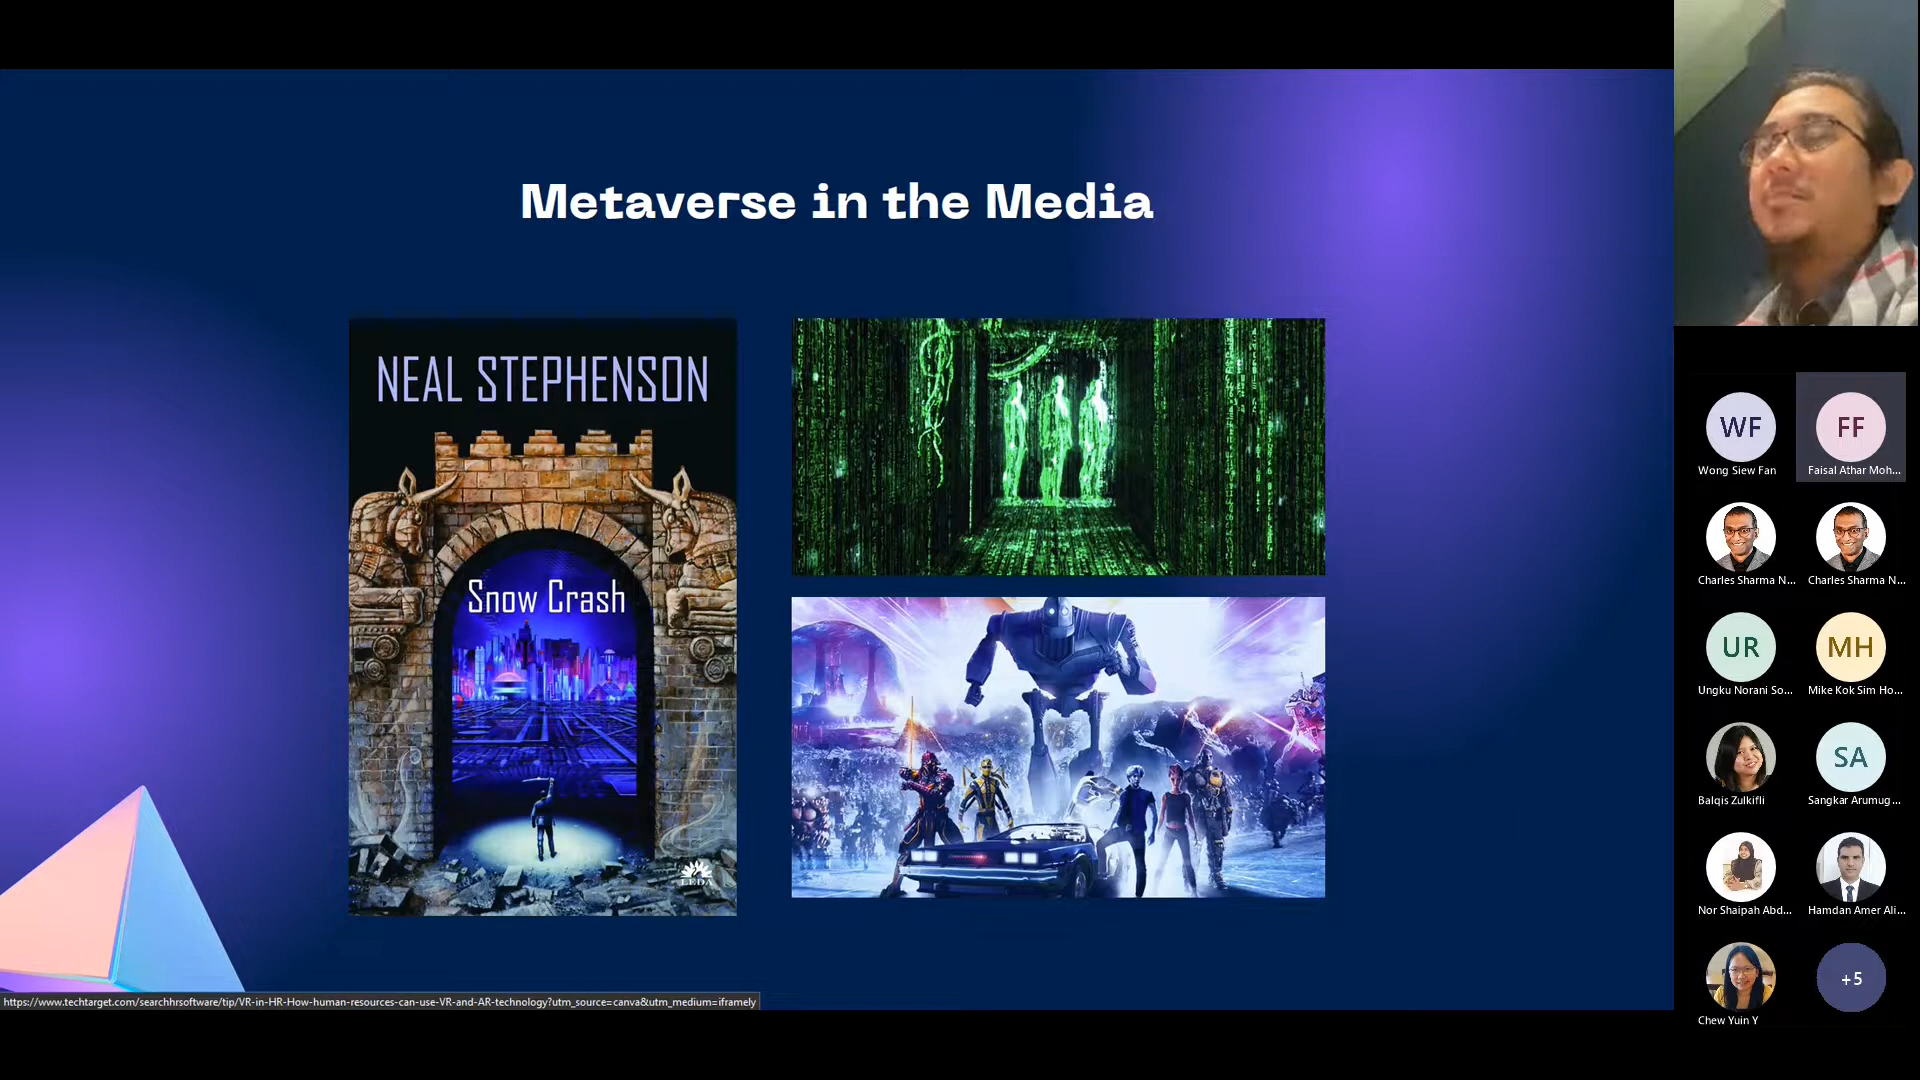 Metaverse in the Media
NEAL STEPHENSON
Snow Crash
LEDA
https://www.techtarget.com/searchhrsoftware/tip/VR-in-HR-How-human-resources-can-use-VR-and-AR-technology?utm_source=canva&utm_medium=iframely
WF
FF
Wong Siew Fan
Faisal Athar Moh...
Charles Sharma N...
Charles Sharma N...
UR
MH
Ungku Norani So...
Mike Kok Sim Ho...
SA
Balqis Zulkifli
Sangkar Arumug...
Nor Shaipah Abd...
Hamdan Amer Ali...
+5
Chew Yuin Y